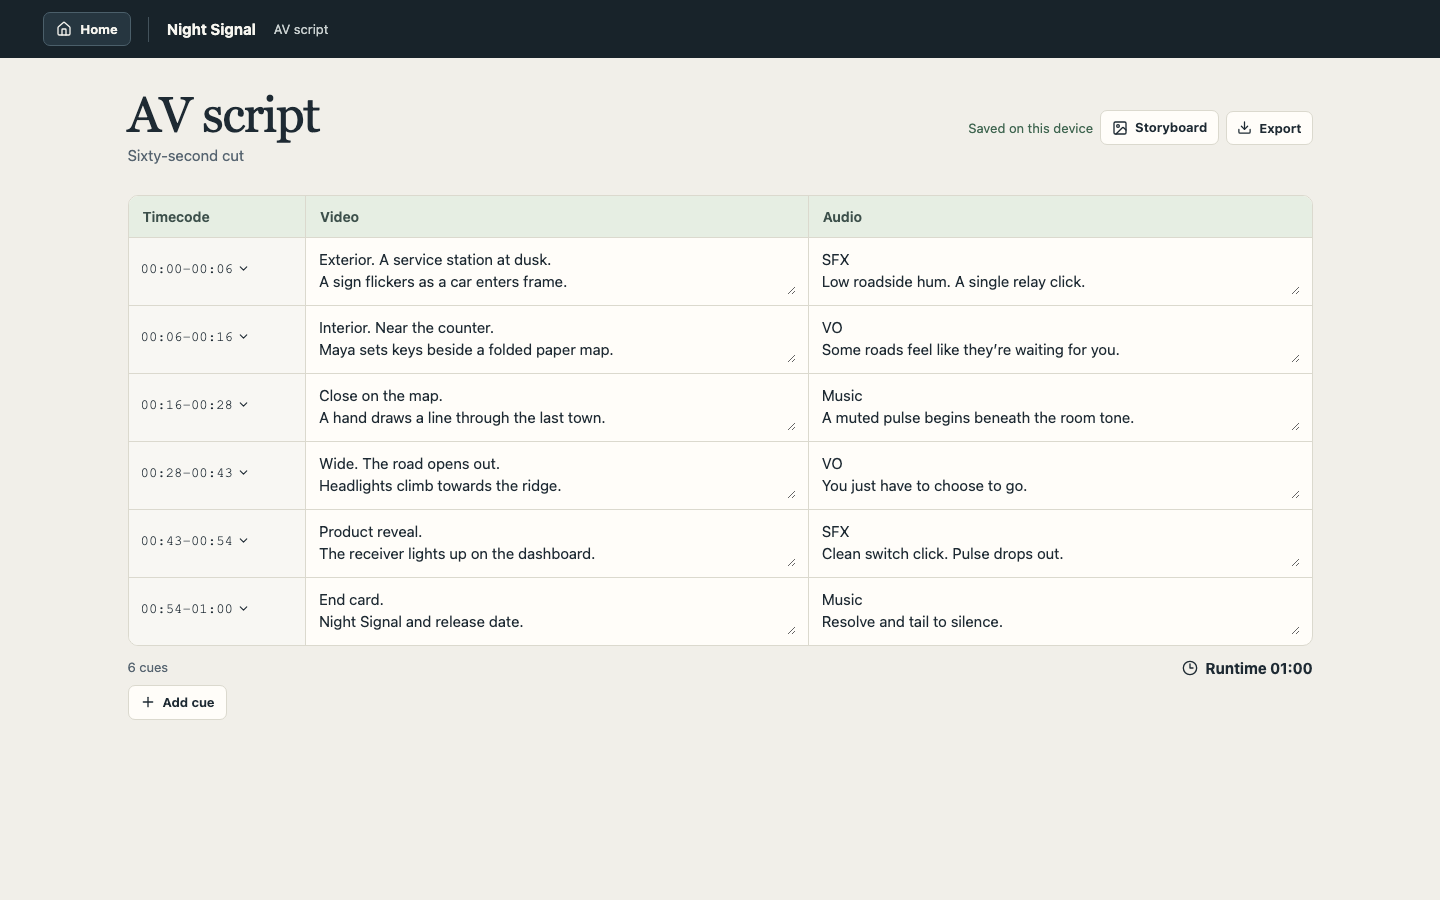 Home
Night Signal
AV script
AV script
Sixty-second cut
Saved on this device
Storyboard
Export
Timecode
Video
Audio
00:00–00:06
Exterior. A service station at dusk.
A sign flickers as a car enters frame.
SFX
Low roadside hum. A single relay click.
00:06–00:16
Interior. Near the counter.
Maya sets keys beside a folded paper map.
VO
Some roads feel like they’re waiting for you.
00:16–00:28
Close on the map.
A hand draws a line through the last town.
Music
A muted pulse begins beneath the room tone.
00:28–00:43
Wide. The road opens out.
Headlights climb towards the ridge.
VO
You just have to choose to go.
00:43–00:54
Product reveal.
The receiver lights up on the dashboard.
SFX
Clean switch click. Pulse drops out.
00:54–01:00
End card.
Night Signal and release date.
Music
Resolve and tail to silence.
6 cues
Runtime 01:00
Add cue